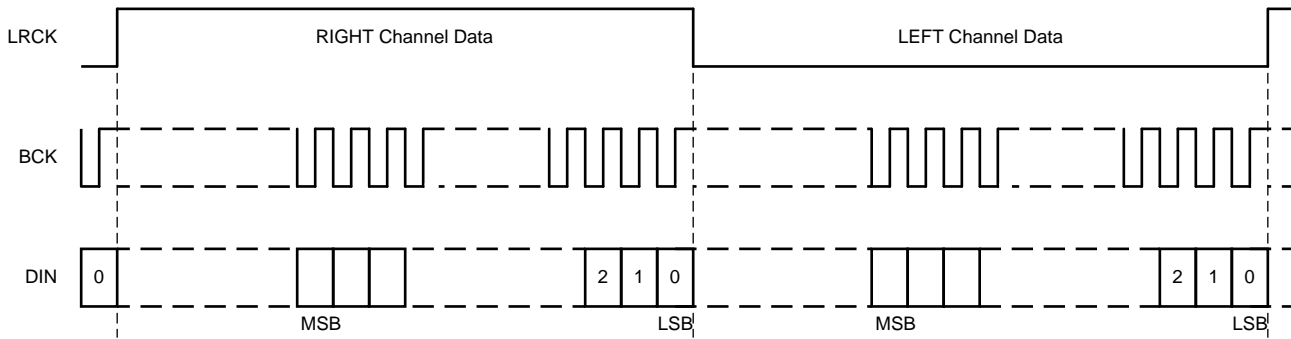 LRCK RIGHT Channel Data LEFT Channel Data
BCK
DIN 0 2 1 0 2 1 0
MSB LSB MSB LSB